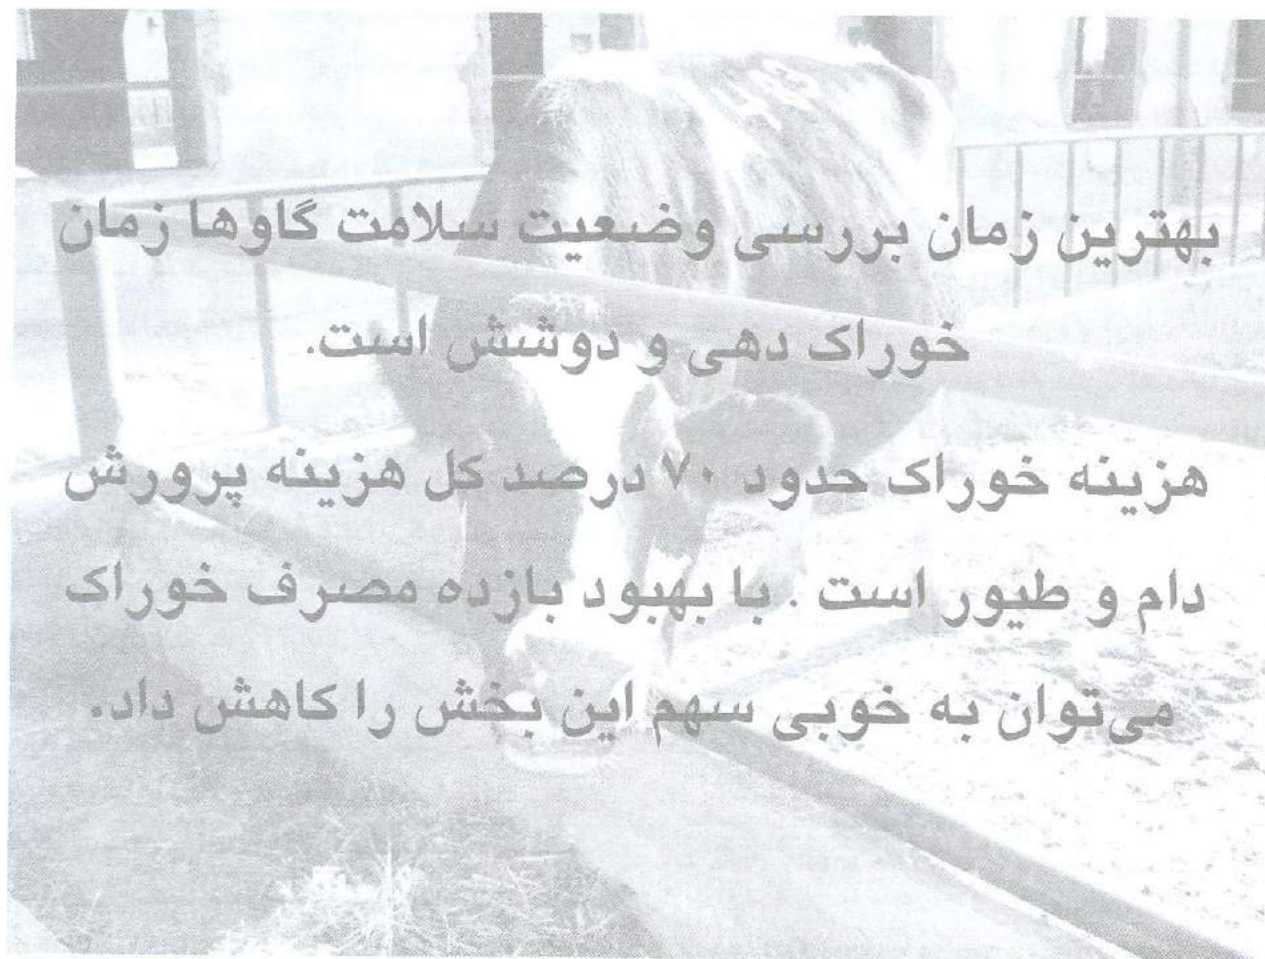 بهترین زمان بررسی وضعیت سلامت گاوها زمان
خوراک دهی و دوشش است.
هزینه خوراک حدود ۷۰ درصد کل هزینه پرورش
دام و طیور است . با بهبود بازده مصرف خوراک
می‌توان به خوبی سهم این بخش را کاهش داد.